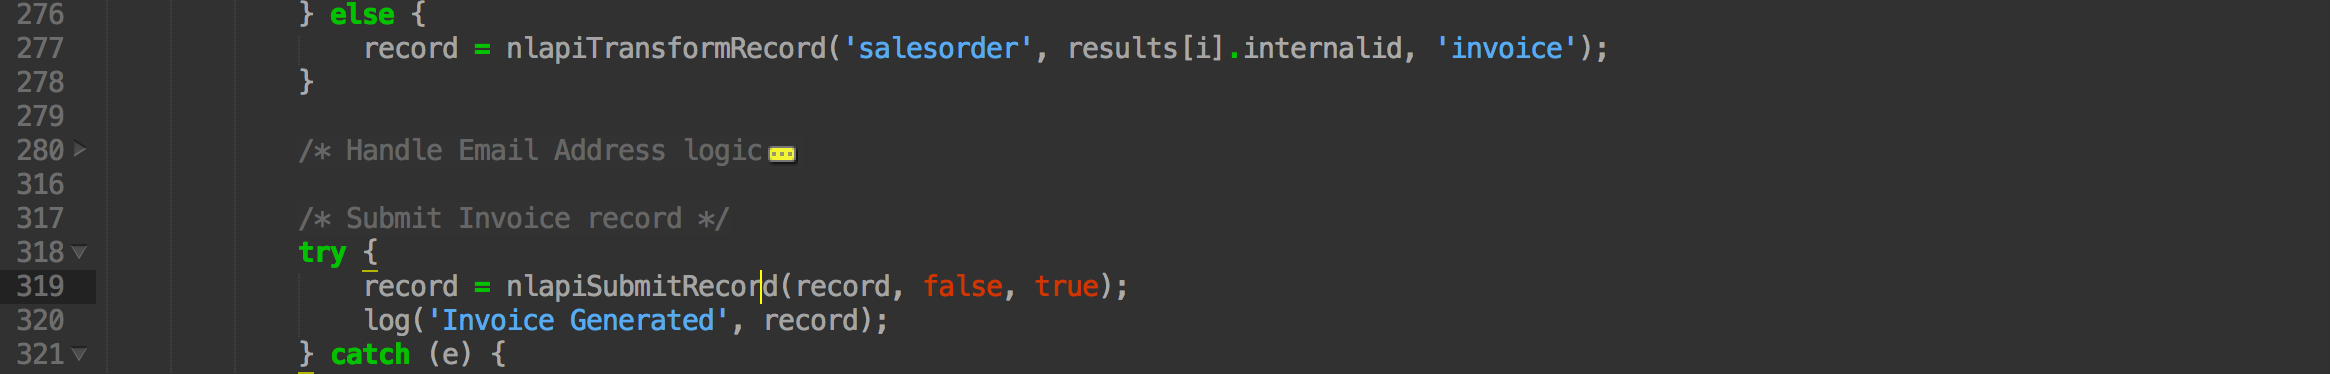 276 } else {
277 record = nlapiTransformRecord('salesorder', results[i].internalid, 'invoice');
278 }
279
280 /* Handle Email Address logic
316
317 /* Submit Invoice record */
318 try {
319 record = nlapiSubmitRecord(record, false, true);
320 log('Invoice Generated', record);
321 } catch (e) {